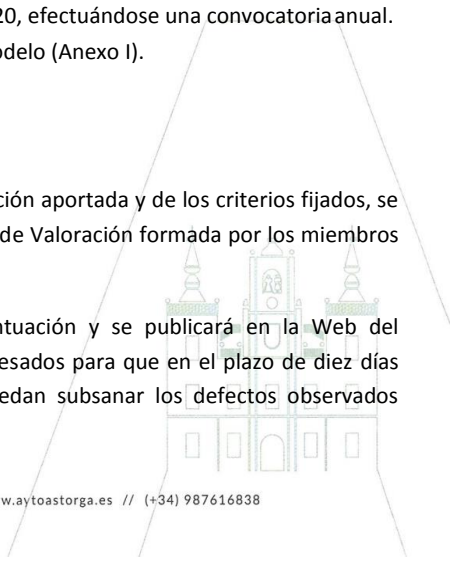 20, efectuándose una convocatoria anual.
odelo (Anexo I).
ción aportada y de los criterios fijados, se
de Valoración formada por los miembros
ntuación y se publicará en la Web del
esados para que en el plazo de diez días
edan subsanar los defectos observados
w.aytoastorga.es // (+34) 987616838